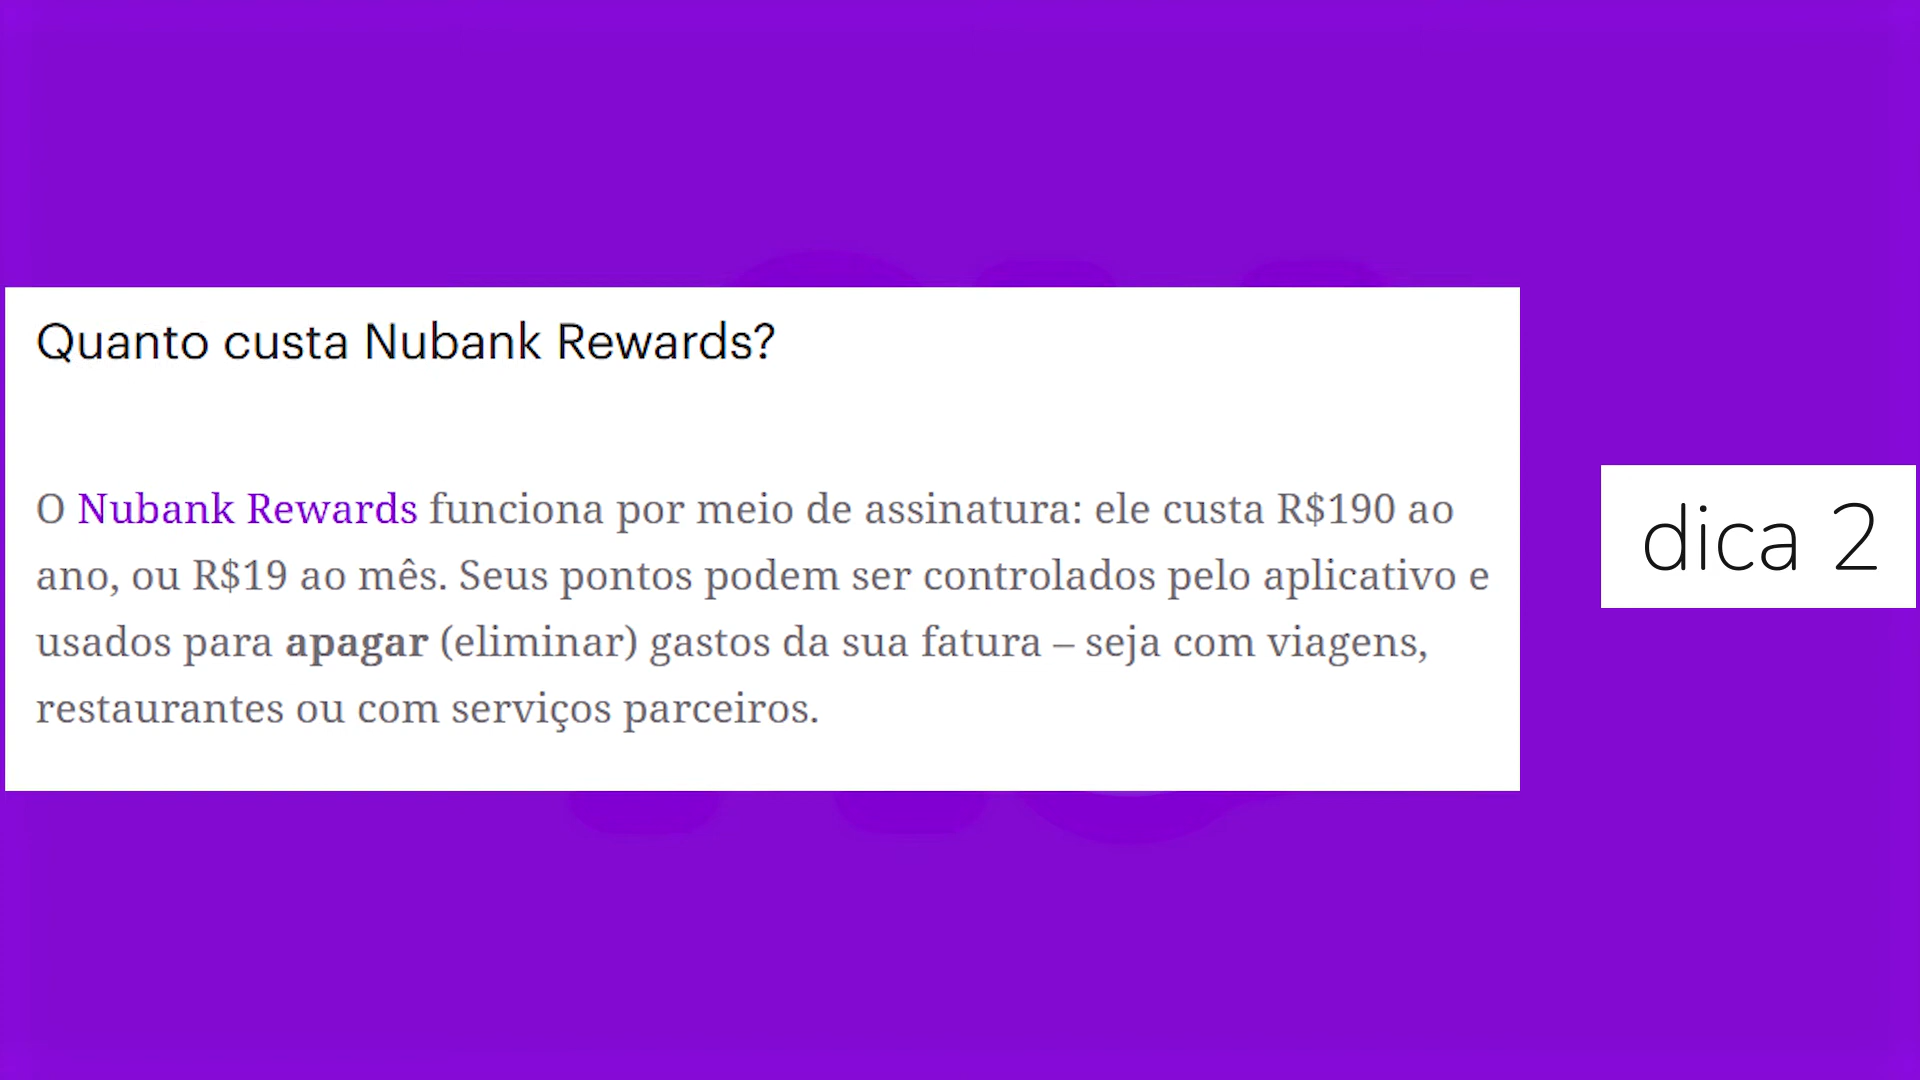 Quanto custa Nubank Rewards?
O Nubank Rewards funciona por meio de assinatura: ele custa R$190 ao
ano, ou R$19 ao mês. Seus pontos podem ser controlados pelo aplicativo e
usados para apagar (eliminar) gastos da sua fatura – seja com viagens,
restaurantes ou com serviços parceiros.
dica 2